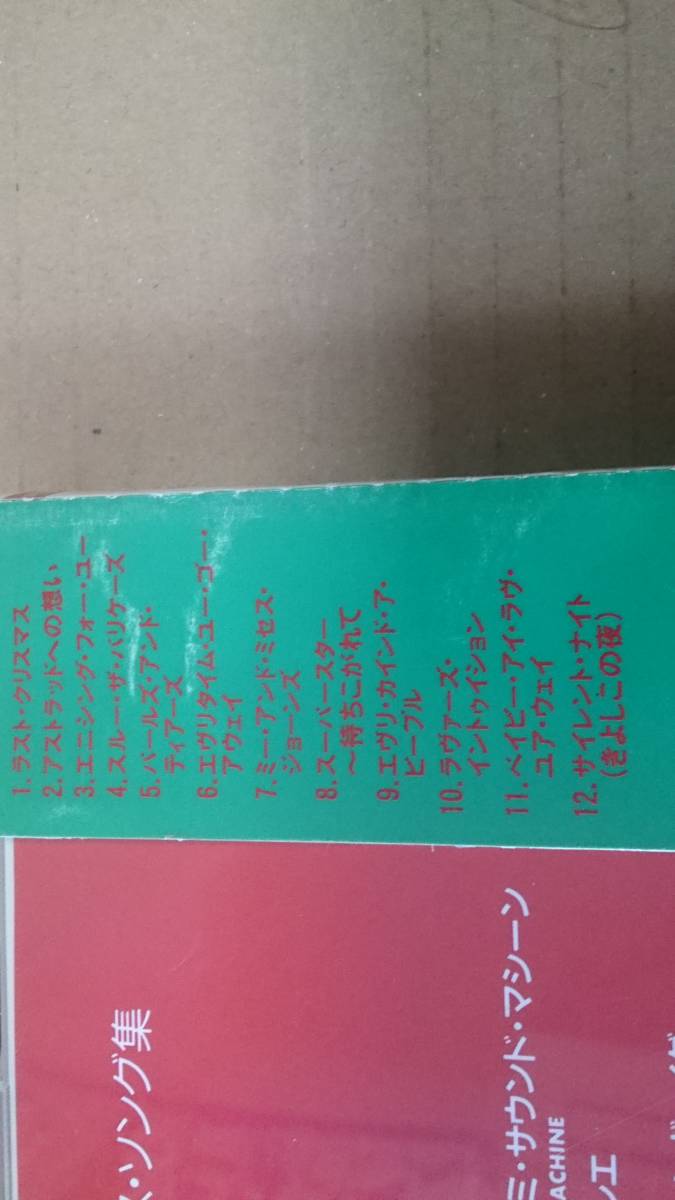 1. ラスト・クリスマス
2. アストラッドへの想い
3. エニシング・フォー・ユー
4. スルー・ザ・バリケーズ
5. パールズ・アンド・
ティアーズ
6. エヴリタイム・ユー・ゴー・
アウェイ
7. ミー・アンド・ミセス・
ジョーンズ
8. スーパースター
〜待ちこがれて
9. エヴリ・カインド・ア・
ピープル
10. ラヴァーズ・
イントゥイション
11. ベイビー・アイ・ラヴ・
ユア・ウェイ
12. サイレント・ナイト
(きよしこの夜)
ス・ソング集
ミ・サウンド・マシーン
ACHINE